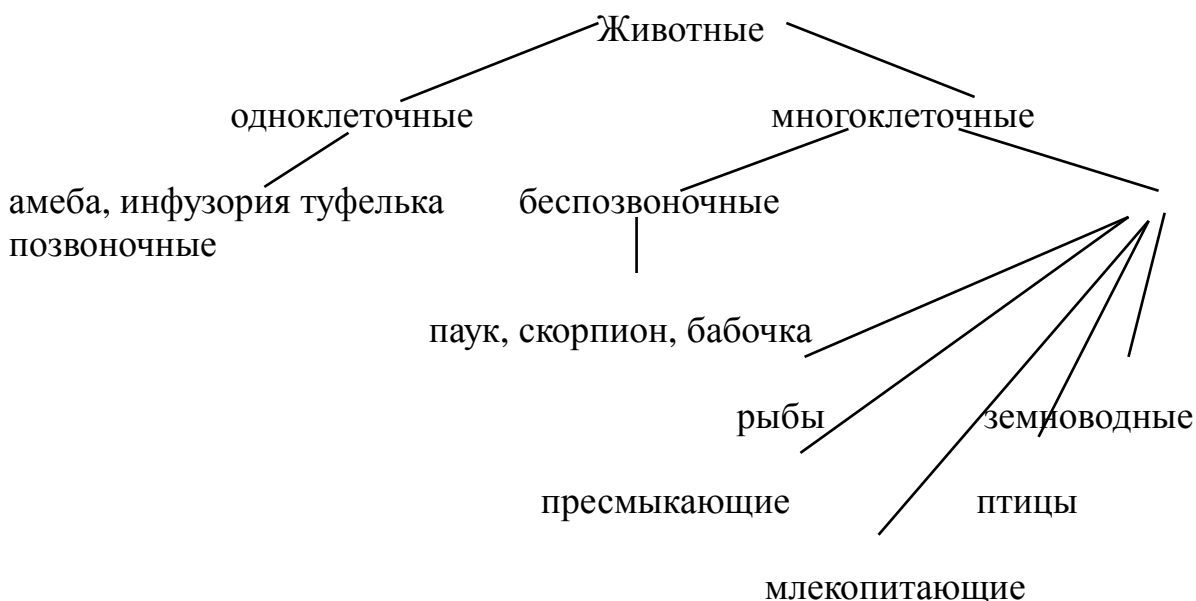 Животные
одноклеточные многоклеточные
амеба, инфузория туфелька беспозвоночные
позвоночные
паук, скорпион, бабочка
рыбы земноводные
пресмыкающие птицы
млекопитающие